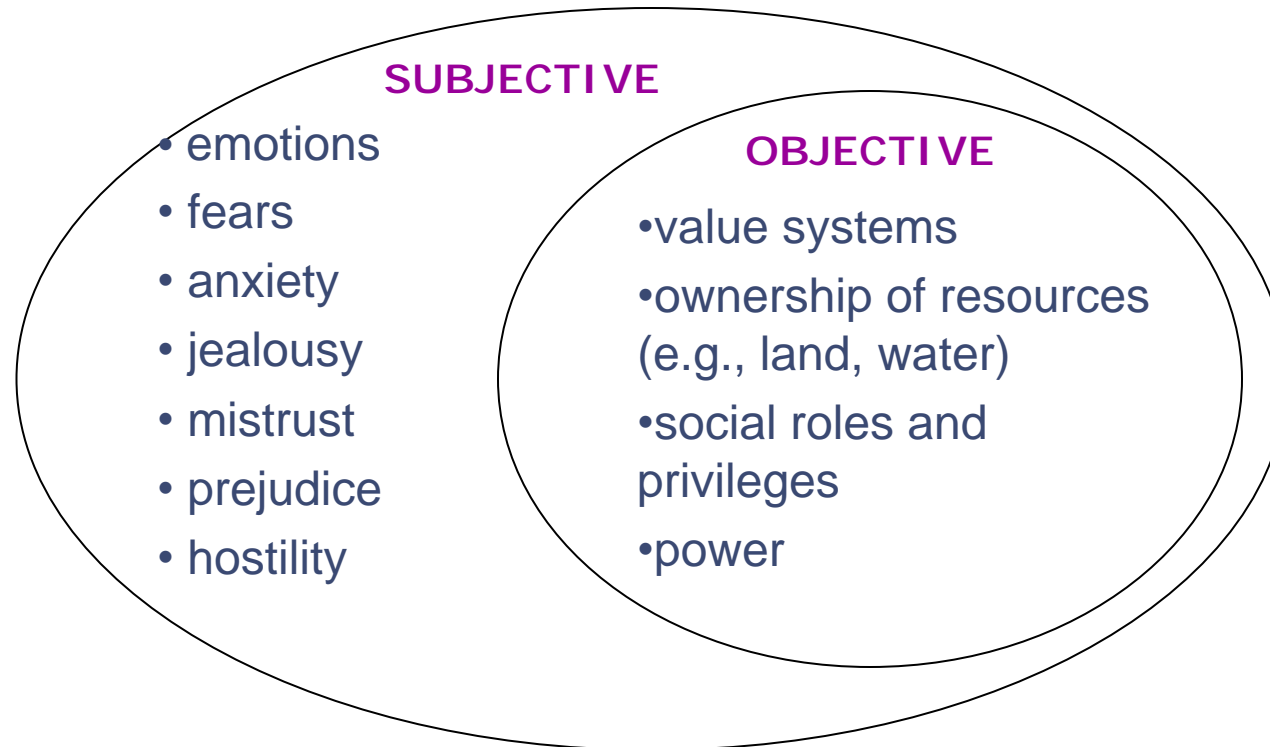 SUBJECTIVE
• emotions
• fears
• anxiety
• jealousy
• mistrust
• prejudice
• hostility
OBJECTIVE
•value systems
•ownership of resources
(e.g., land, water)
•social roles and
privileges
•power